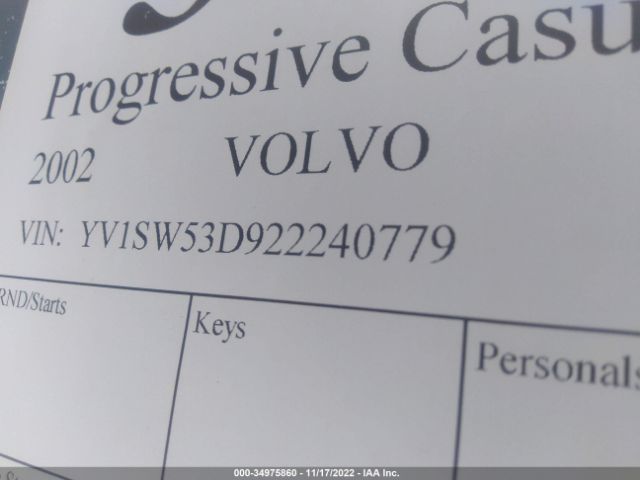 Progressive Casu
2002 VOLVO
VIN: YV1SW53D922240779
RND/Starts
Keys
Personals
000-34975860 - 11/17/2022 - IAA Inc.